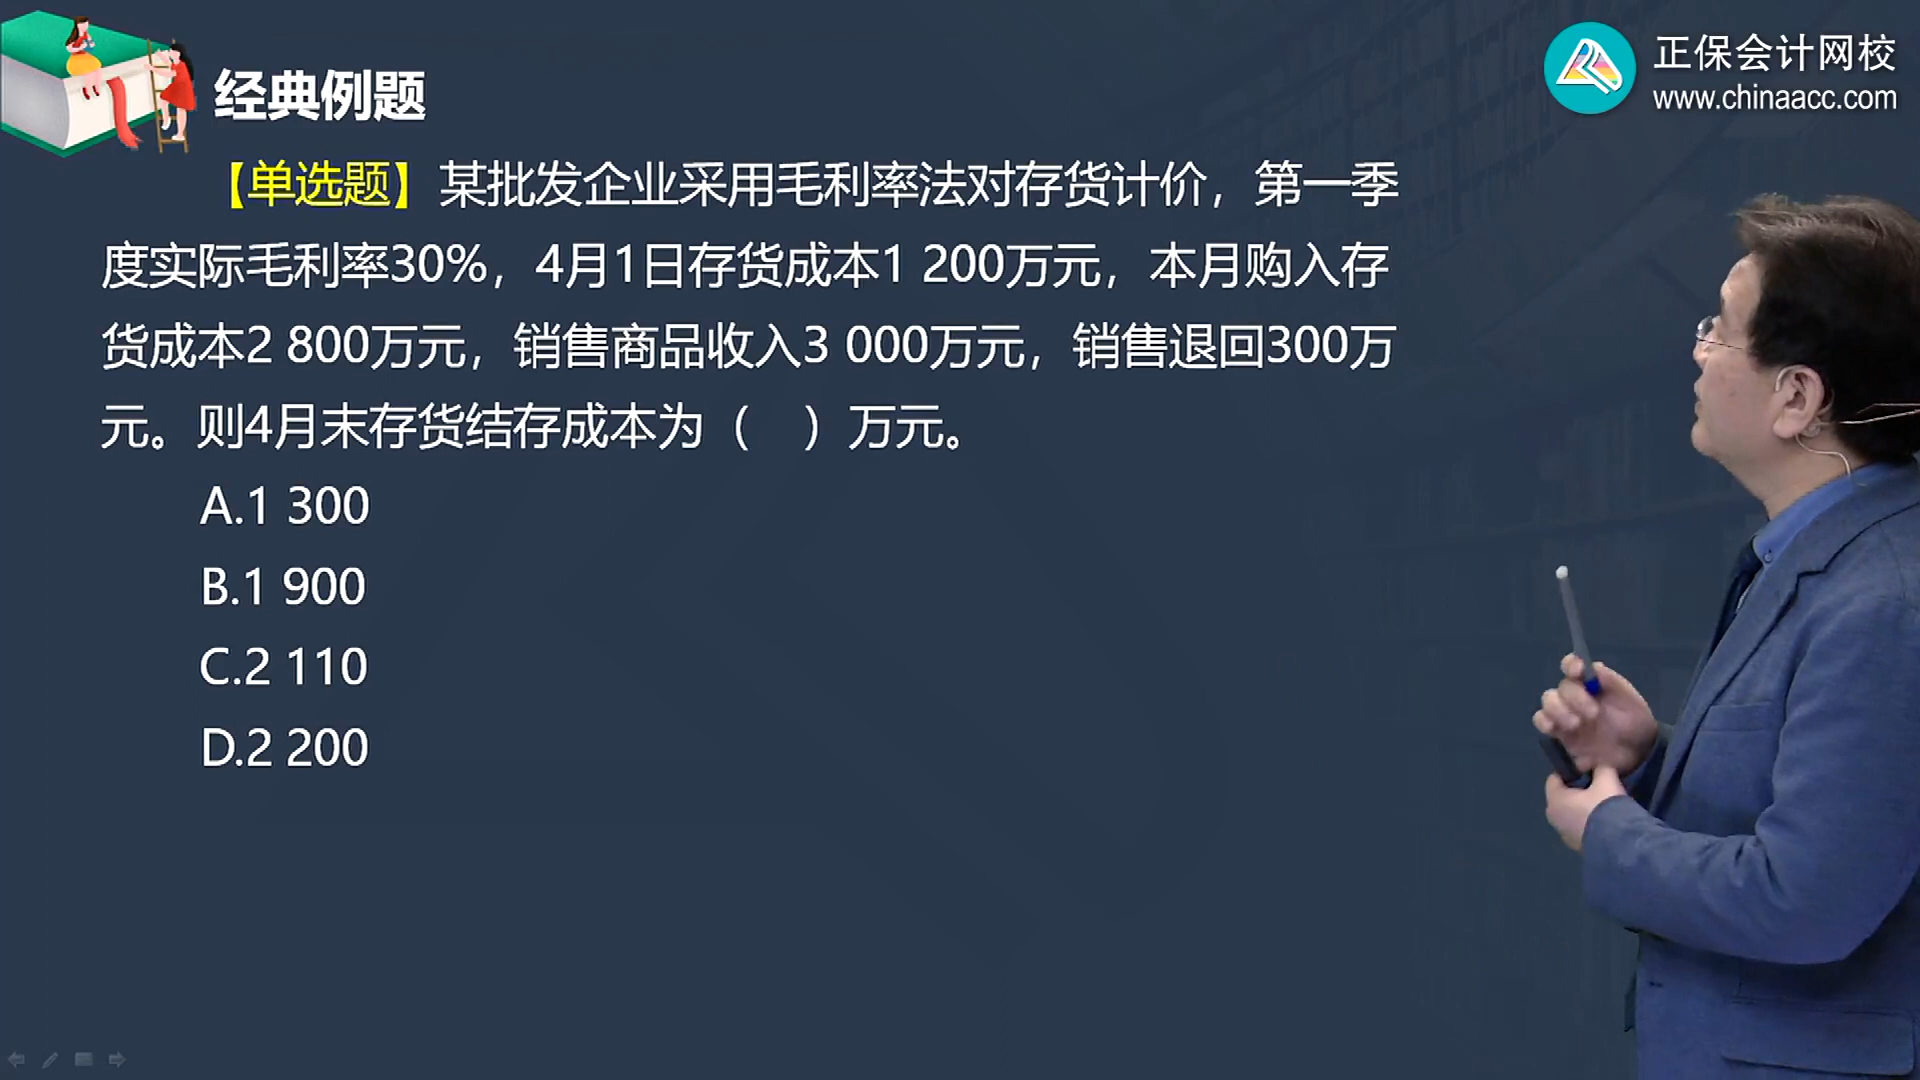 正保会计网校
www.chinaacc.com
经典例题
【单选题】某批发企业采用毛利率法对存货计价，第一季
度实际毛利率30%，4月1日存货成本1 200万元，本月购入存
货成本2 800万元，销售商品收入3 000万元，销售退回300万
元。则4月末存货结存成本为（　）万元。
A.1 300
B.1 900
C.2 110
D.2 200